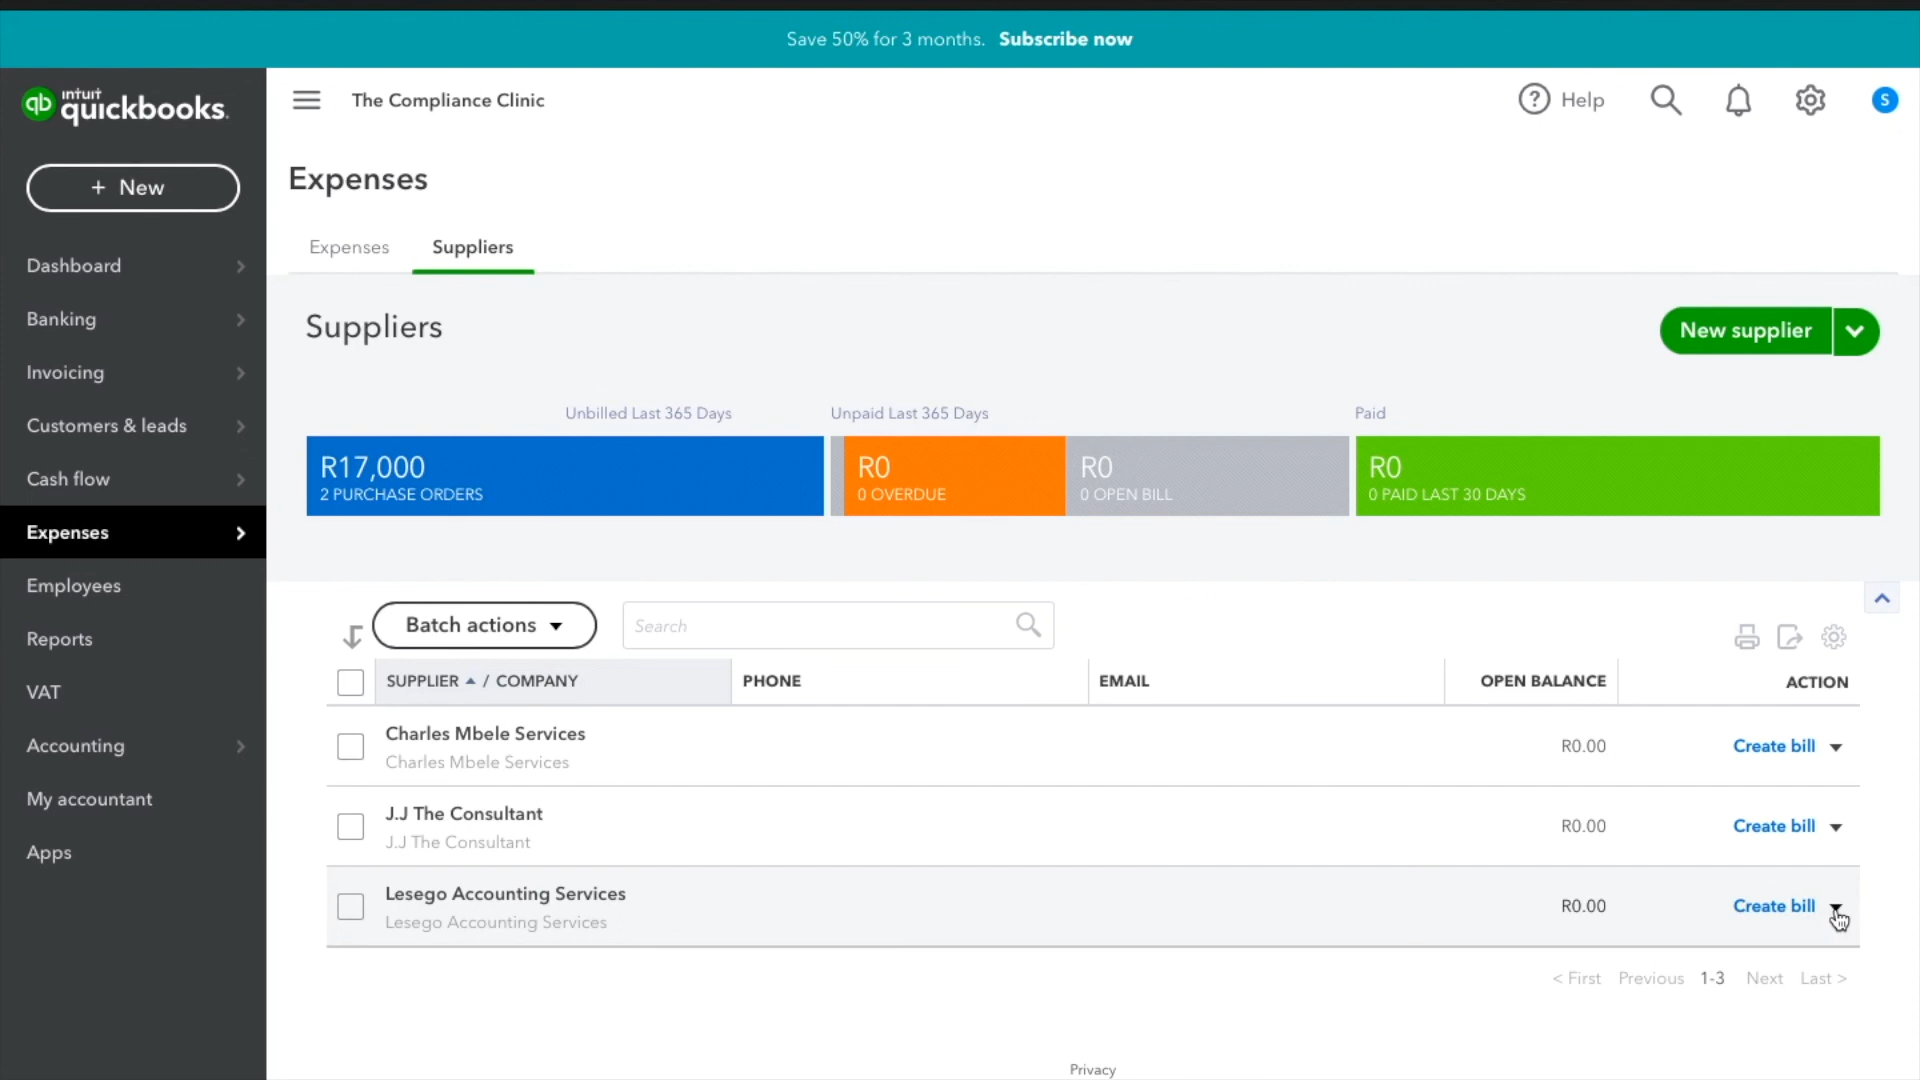 Save 50% for 3 months. Subscribe now
intuit
quickbooks.
The Compliance Clinic
Help
S
+ New
Expenses
Dashboard
Banking
Invoicing
Customers & leads
Cash flow
Expenses
Employees
Reports
VAT
Accounting
My accountant
Apps
Expenses Suppliers
Suppliers
New supplier
Unbilled Last 365 Days Unpaid Last 365 Days Paid
R17,000 R0 R0 R0
2 PURCHASE ORDERS 0 OVERDUE 0 OPEN BILL 0 PAID LAST 30 DAYS
Batch actions Search
SUPPLIER / COMPANY PHONE EMAIL OPEN BALANCE ACTION
Charles Mbele Services
Charles Mbele Services
R0.00 Create bill
J.J The Consultant
J.J The Consultant
R0.00 Create bill
Lesego Accounting Services
Lesego Accounting Services
R0.00 Create bill
< First Previous 1-3 Next Last >
Privacy